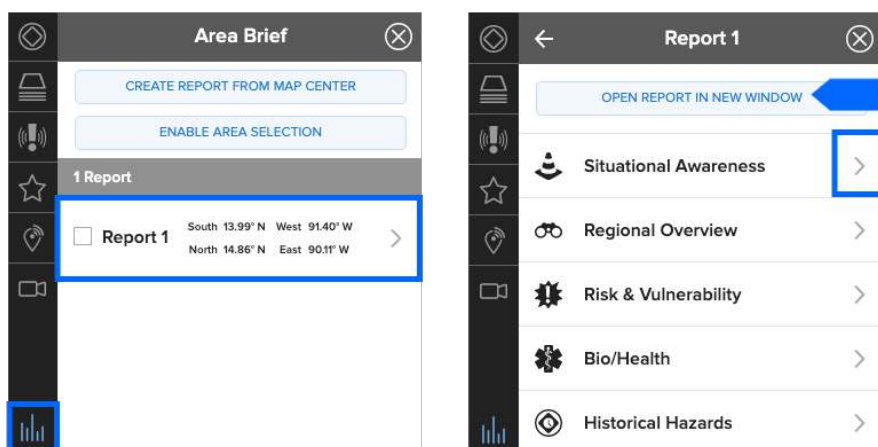 Area Brief
CREATE REPORT FROM MAP CENTER
ENABLE AREA SELECTION
1 Report
Report 1
South 13.99° N West 91.40° W
North 14.86° N East 90.11° W
Report 1
OPEN REPORT IN NEW WINDOW
Situational Awareness
Regional Overview
Risk & Vulnerability
Bio/Health
Historical Hazards